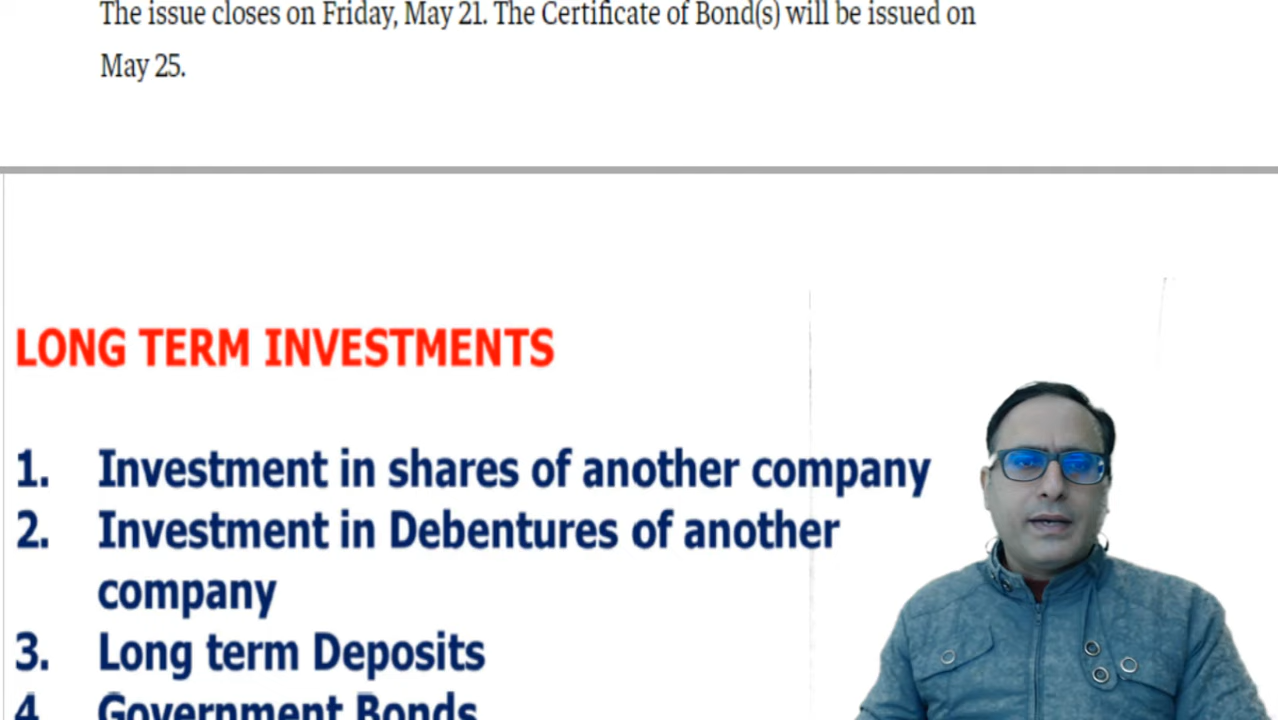 The issue closes on Friday, May 21. The Certificate of Bond(s) will be issued on
May 25.
LONG TERM INVESTMENTS
1. Investment in shares of another company
2. Investment in Debentures of another
company
3. Long term Deposits
4. Government Bonds